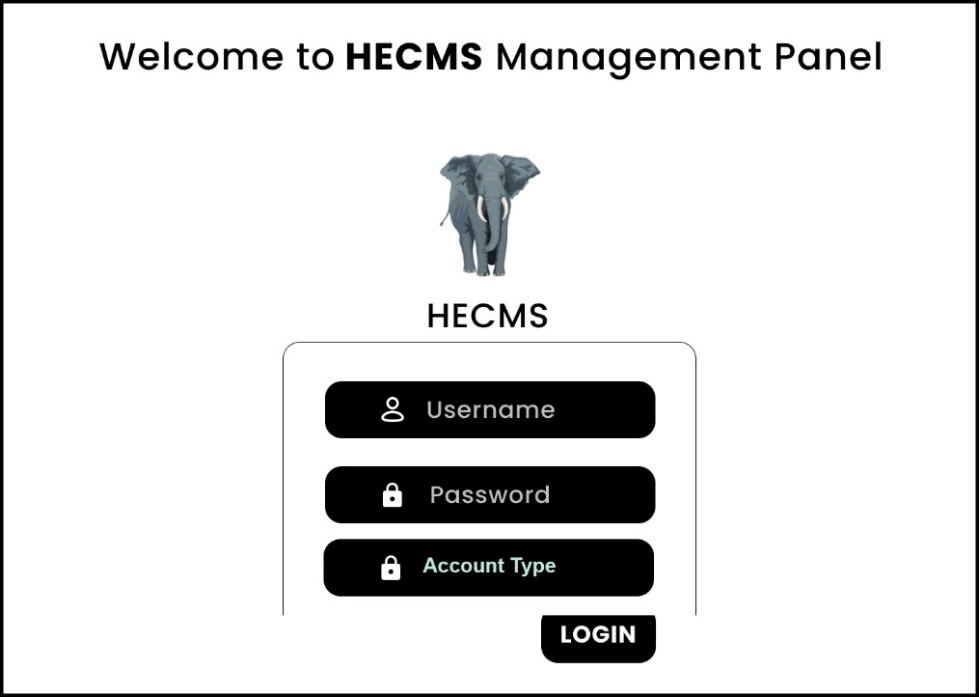 Welcome to HECMS Management Panel
HECMS
Username
Password
Account Type
LOGIN